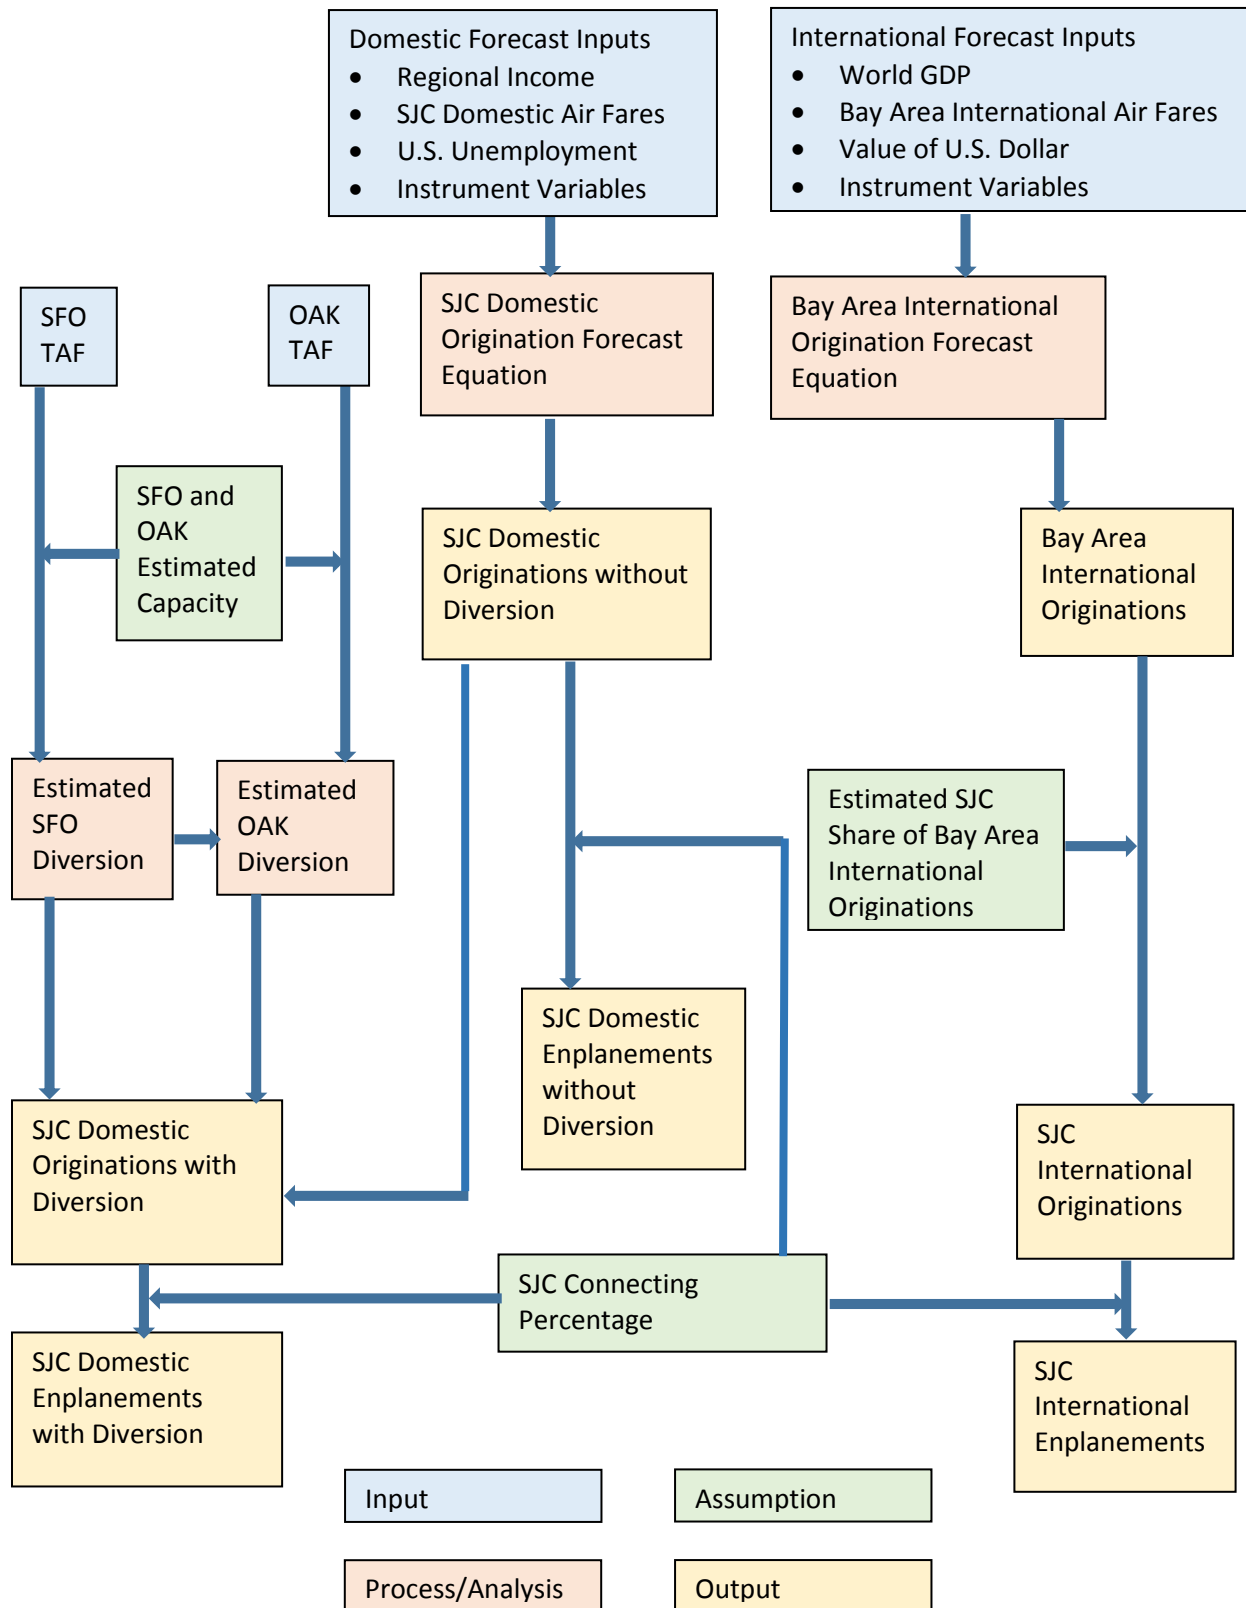 Domestic Forecast Inputs
• Regional Income
• SJC Domestic Air Fares
• U.S. Unemployment
• Instrument Variables
International Forecast Inputs
• World GDP
• Bay Area International Air Fares
• Value of U.S. Dollar
• Instrument Variables
SFO
TAF
OAK
TAF
SJC Domestic
Origination Forecast
Equation
Bay Area International
Origination Forecast
Equation
SFO and
OAK
Estimated
Capacity
SJC Domestic
Originations without
Diversion
Bay Area
International
Originations
Estimated
SFO
Diversion
Estimated
OAK
Diversion
Estimated SJC
Share of Bay Area
International
Originations
SJC Domestic
Enplanements
without
Diversion
SJC Domestic
Originations with
Diversion
SJC
International
Originations
SJC Connecting
Percentage
SJC Domestic
Enplanements
with Diversion
SJC
International
Enplanements
Input
Assumption
Process/Analysis
Output